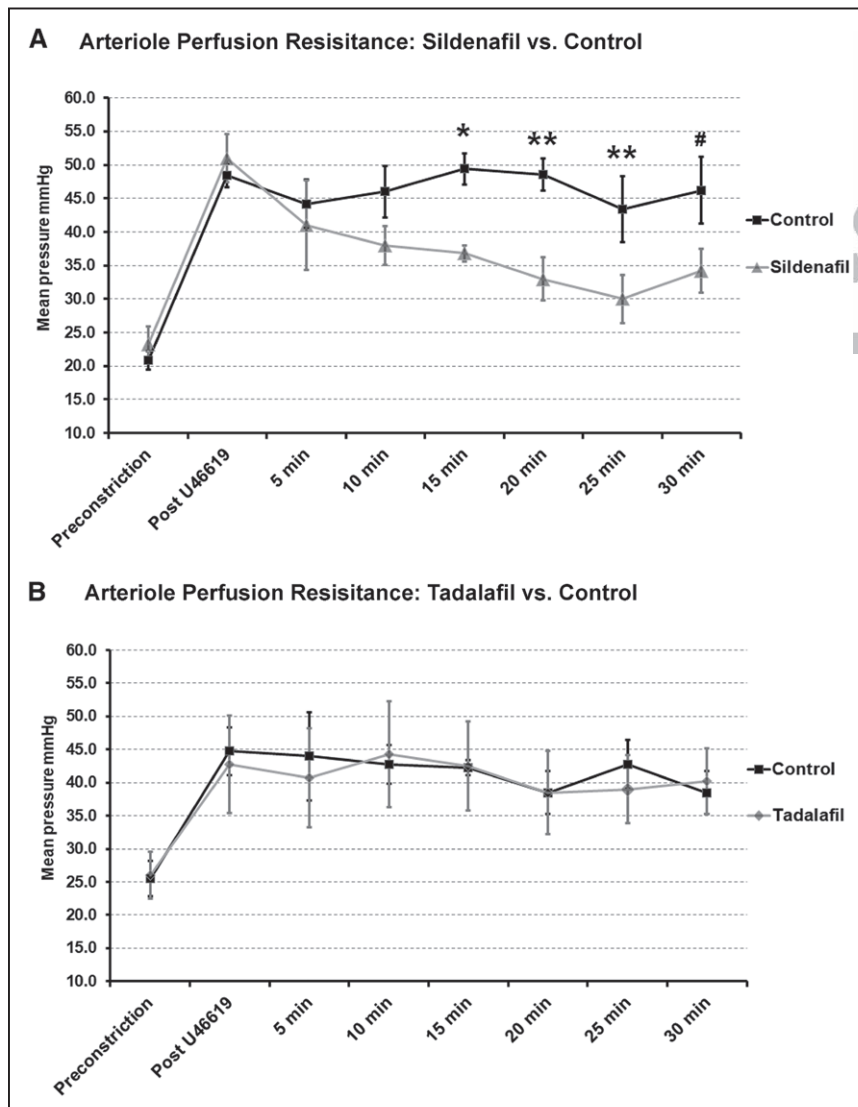 A Arteriole Perfusion Resisitance: Sildenafil vs. Control
60.0
55.0
50.0
45.0
40.0
35.0
30.0
25.0
20.0
15.0
10.0
Mean pressure mmHg
*
**
**
#
Control
Sildenafil
Preconstriction
Post U46619
5 min
10 min
15 min
20 min
25 min
30 min
B Arteriole Perfusion Resisitance: Tadalafil vs. Control
60.0
55.0
50.0
45.0
40.0
35.0
30.0
25.0
20.0
15.0
10.0
Mean pressure mmHg
Control
Tadalafil
Preconstriction
Post U46619
5 min
10 min
15 min
20 min
25 min
30 min